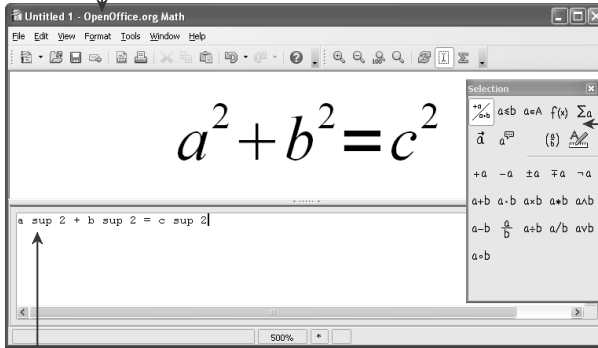 Untitled 1 - OpenOffice.org Math
File Edit View Format Tools Window Help
a² + b² = c²
Selection
+a/a+b a≤b a∈A f(x) Σa
a⃗ (a b)
+a -a ±a ∓a ¬a
a+b a·b a×b a*b a∧b
a-b a/b a÷b a/b a∨b
a∘b
a sup 2 + b sup 2 = c sup 2
500% *